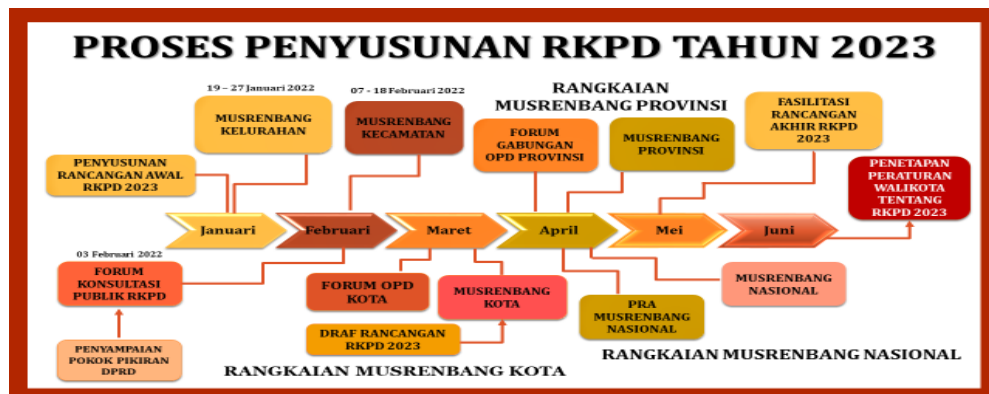 PROSES PENYUSUNAN RKPD TAHUN 2023
19 – 27 Januari 2022
07 - 18 Februari 2022
RANGKAIAN
MUSRENBANG PROVINSI
MUSRENBANG
KELURAHAN
MUSRENBANG
KECAMATAN
FORUM
GABUNGAN
OPD PROVINSI
MUSRENBANG
PROVINSI
FASILITASI
RANCANGAN
AKHIR RKPD
2023
PENYUSUNAN
RANCANGAN AWAL
RKPD 2023
PENETAPAN
PERATURAN
WALIKOTA
TENTANG
RKPD 2023
Januari
Februari
Maret
April
Mei
Juni
03 Februari 2022
FORUM
KONSULTASI
PUBLIK RKPD
FORUM OPD
KOTA
MUSRENBANG
KOTA
PRA
MUSRENBANG
NASIONAL
MUSRENBANG
NASIONAL
DRAF RANCANGAN
RKPD 2023
PENYAMPAIAN
POKOK PIKIRAN
DPRD
RANGKAIAN MUSRENBANG KOTA
RANGKAIAN MUSRENBANG NASIONAL